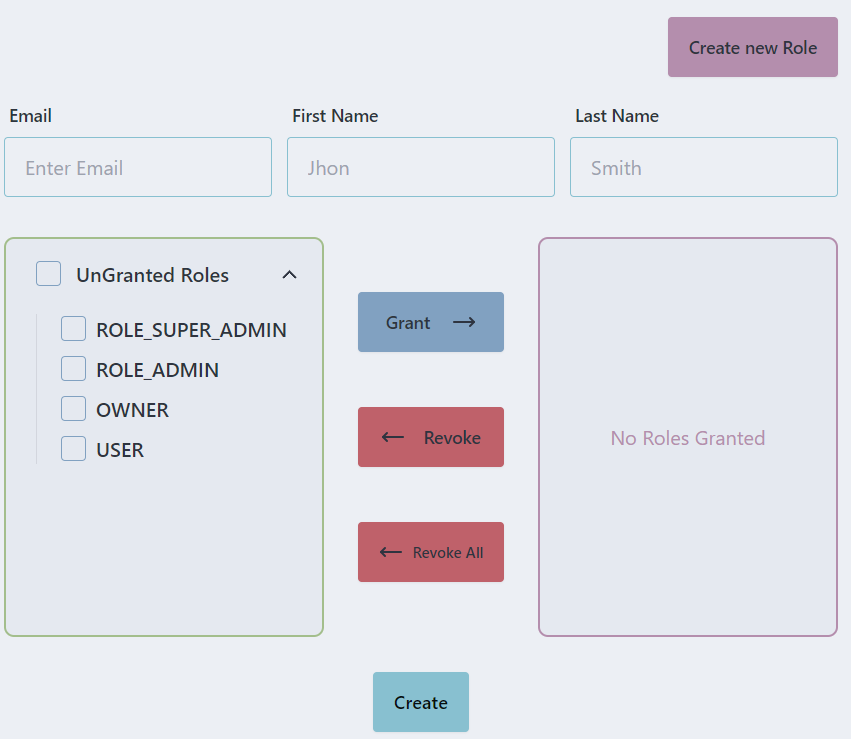 Create new Role
Email
First Name
Last Name
Enter Email
Jhon
Smith
UnGranted Roles
ROLE_SUPER_ADMIN
ROLE_ADMIN
OWNER
USER
Grant
Revoke
Revoke All
No Roles Granted
Create